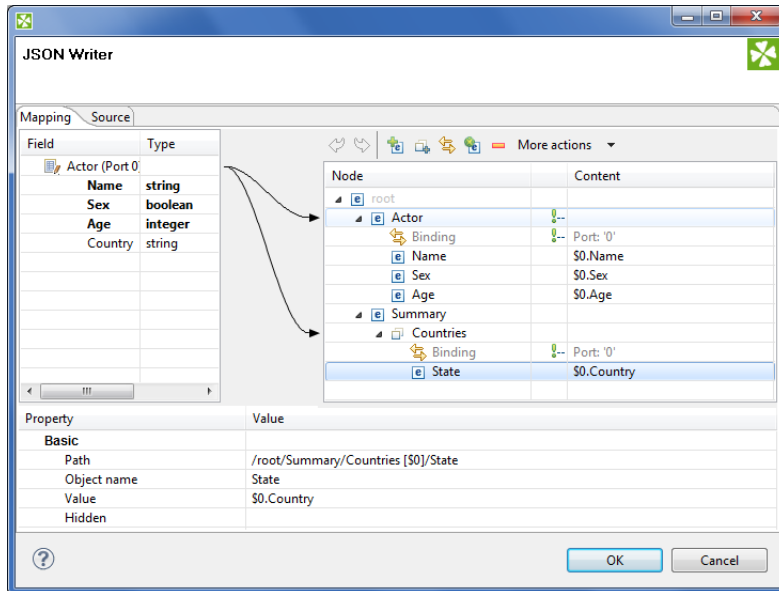 JSON Writer
Mapping Source
Field Type
Actor (Port 0
Name string
Sex boolean
Age integer
Country string
More actions
Node Content
root
Actor
Binding Port: '0'
Name $0.Name
Sex $0.Sex
Age $0.Age
Summary
Countries
Binding Port: '0'
State $0.Country
Property Value
Basic
Path /root/Summary/Countries [$0]/State
Object name State
Value $0.Country
Hidden
OK Cancel